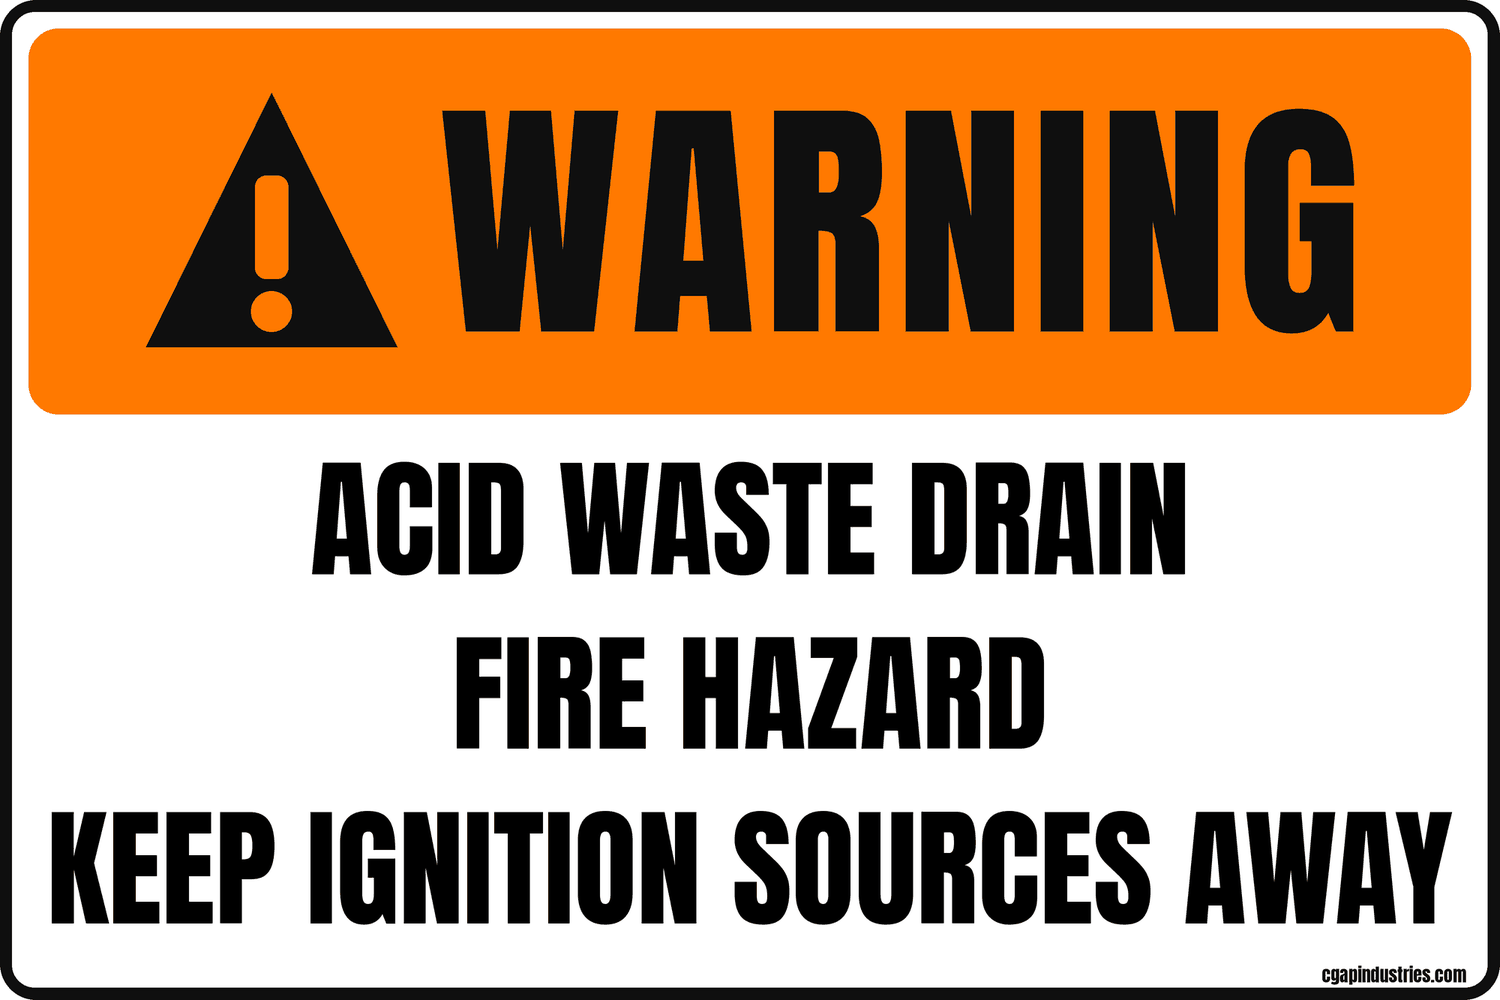 WARNING
ACID WASTE DRAIN
FIRE HAZARD
KEEP IGNITION SOURCES AWAY
cgapindustries.com